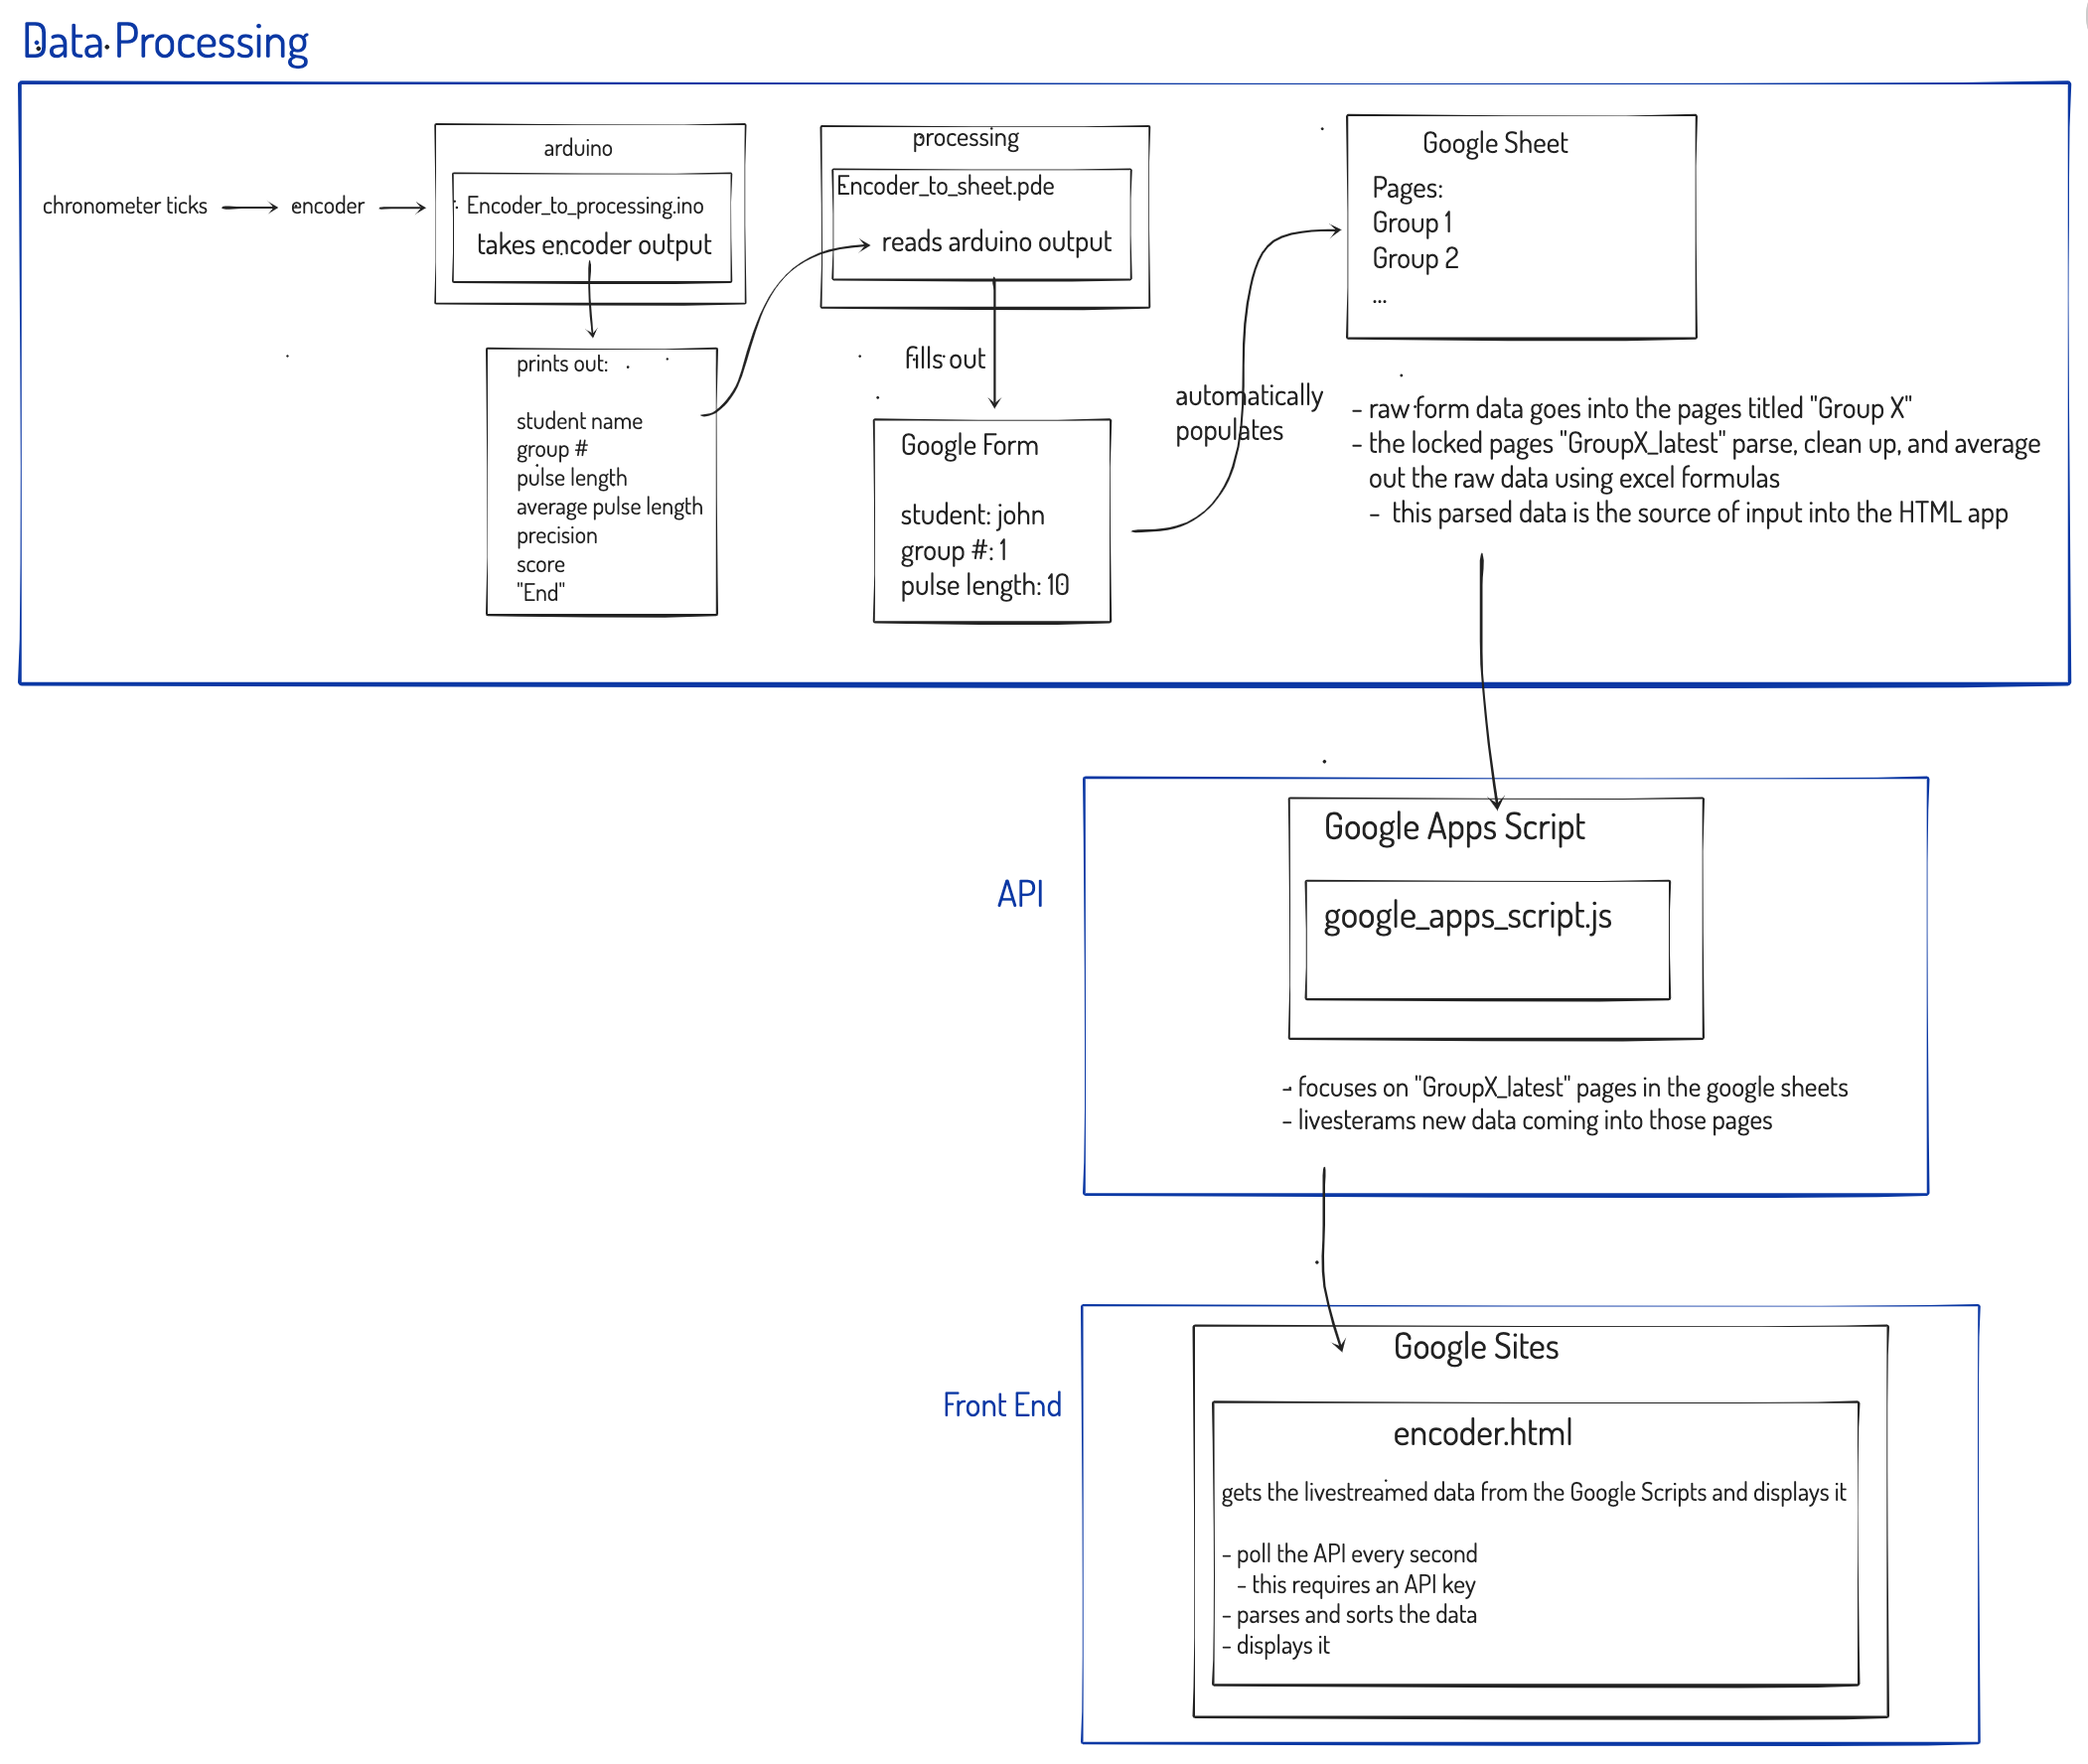 Data Processing
chronometer ticks
encoder
arduino
Encoder_to_processing.ino
takes encoder output
prints out:
student name
group #
pulse length
average pulse length
precision
score
"End"
processing
Encoder_to_sheet.pde
reads arduino output
fills out
Google Form
student: john
group #: 1
pulse length: 10
automatically
populates
Google Sheet
Pages:
Group 1
Group 2
...
- raw form data goes into the pages titled "Group X"
- the locked pages "GroupX_latest" parse, clean up, and average
out the raw data using excel formulas
- this parsed data is the source of input into the HTML app
API
Google Apps Script
google_apps_script.js
- focuses on "GroupX_latest" pages in the google sheets
- livesterams new data coming into those pages
Front End
Google Sites
encoder.html
gets the livestreamed data from the Google Scripts and displays it
- poll the API every second
- this requires an API key
- parses and sorts the data
- displays it